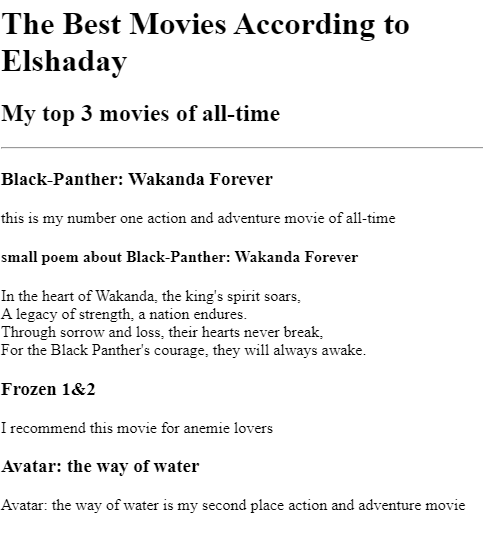 The Best Movies According to
Elshaday
My top 3 movies of all-time
Black-Panther: Wakanda Forever
this is my number one action and adventure movie of all-time
small poem about Black-Panther: Wakanda Forever
In the heart of Wakanda, the king's spirit soars,
A legacy of strength, a nation endures.
Through sorrow and loss, their hearts never break,
For the Black Panther's courage, they will always awake.
Frozen 1&2
I recommend this movie for anemie lovers
Avatar: the way of water
Avatar: the way of water is my second place action and adventure movie